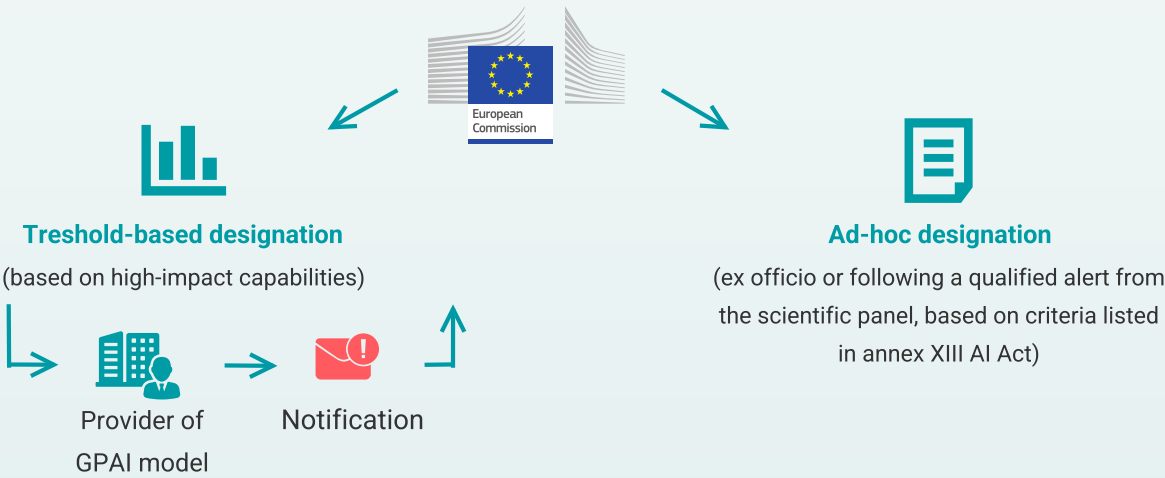 European
Commission
Treshold-based designation
(based on high-impact capabilities)
Provider of
GPAI model
Notification
Ad-hoc designation
(ex officio or following a qualified alert from
the scientific panel, based on criteria listed
in annex XIII AI Act)